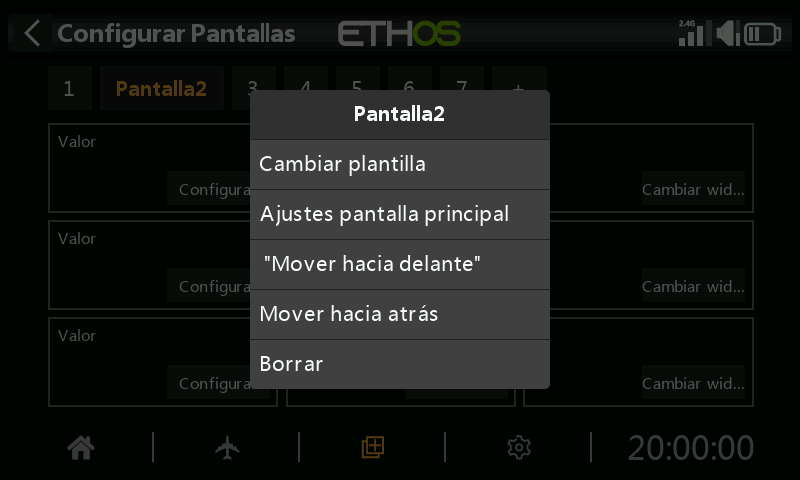 Configurar Pantallas
ETHOS
2.4G
1
Pantalla2
3
4
5
6
7
+
Pantalla2
Cambiar plantilla
Ajustes pantalla principal
"Mover hacia delante"
Mover hacia atrás
Borrar
Valor
Configura
Cambiar wid...
Valor
Configura
Cambiar wid...
Valor
Configura
Cambiar wid...
20:00:00